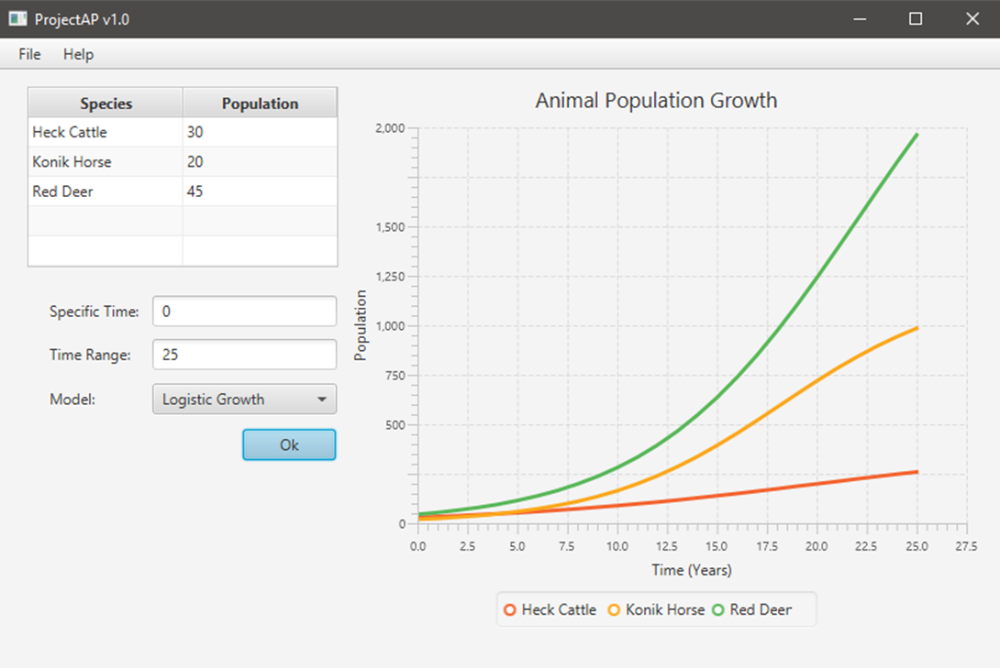 ProjectAP v1.0
File Help
Species Population
Heck Cattle 30
Konik Horse 20
Red Deer 45
Specific Time: 0
Time Range: 25
Model: Logistic Growth
Ok
Animal Population Growth
2,000
1,500
1,250
1,000
750
500
0
Population
0.0 2.5 5.0 7.5 10.0 12.5 15.0 17.5 20.0 22.5 25.0 27.5
Time (Years)
Heck Cattle Konik Horse Red Deer